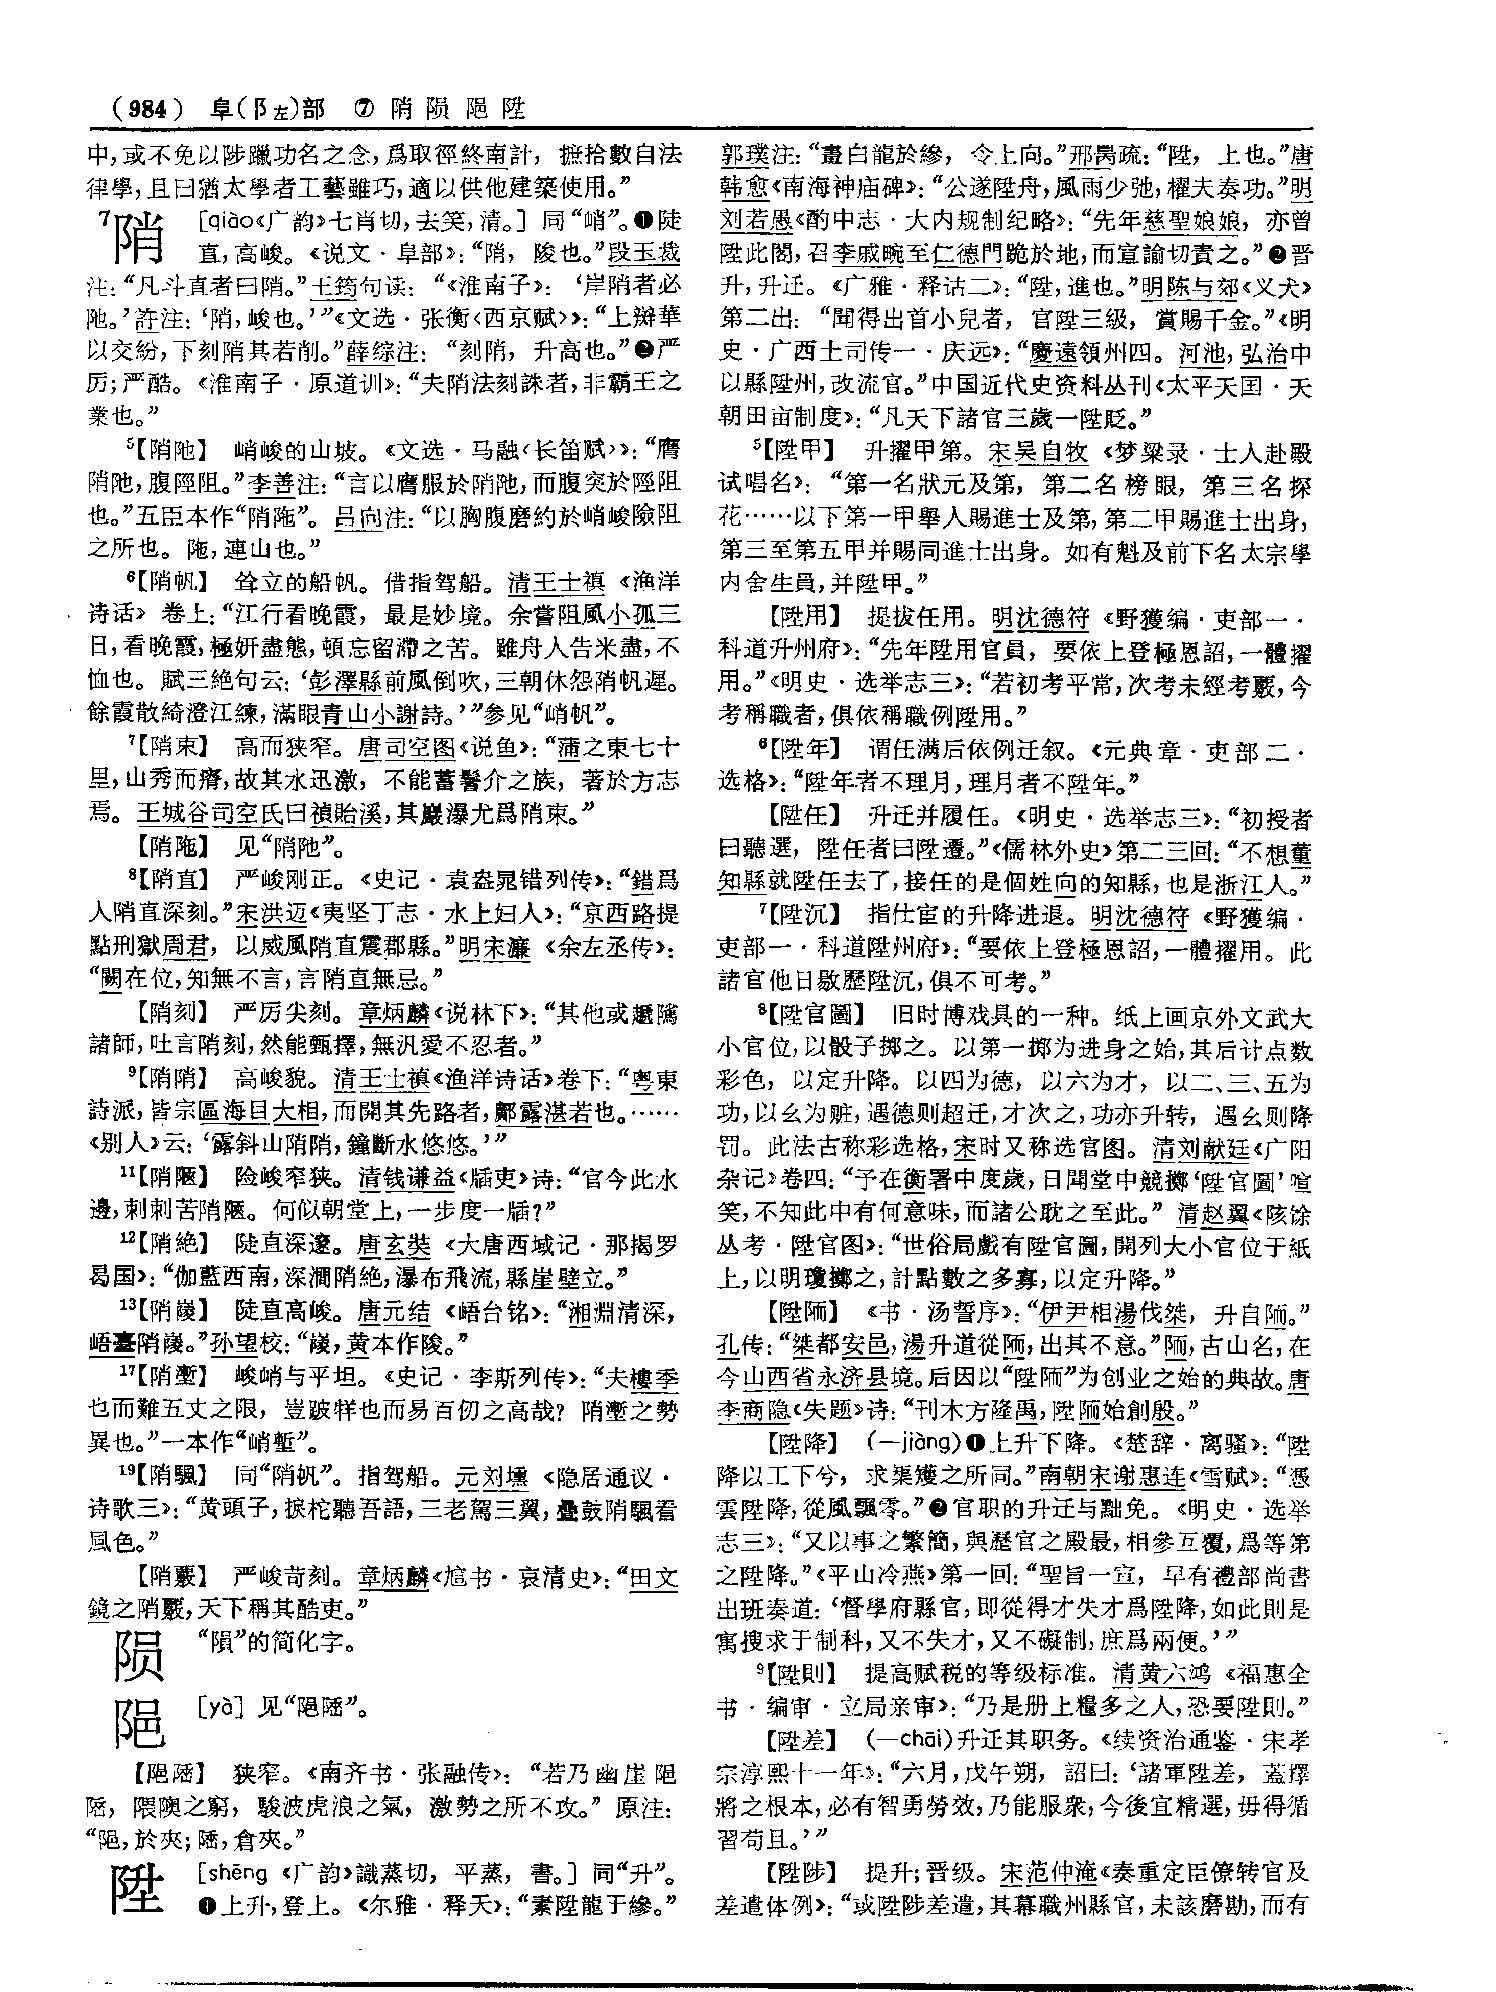 (984) 阜(阝左)部 ⑦ 陗 陨 㖷 陞
中，或不免以陟躐功名之念，爲取徑終南計，摭拾數自法
律學，且曰猶太學者工藝雖巧，適以供他建築使用。”
7陗 [qiào《广韵》七肖切，去笑，清。]同“峭”。❶陡
直，高峻。《说文·阜部》：“陗，陖也。”段玉裁
注：“凡斗直者曰陗。”王筠句读：“《淮南子》：‘岸陗者必
陁。’許注：‘陗，峻也。’”《文选·张衡〈西京赋〉》：“上辬華
以交紛，下刻陗其若削。”薛综注：“刻陗，升高也。”❷严
厉；严酷。《淮南子·原道训》：“夫陗法刻誅者，非霸王之
業也。”
5【陗阤】 峭峻的山坡。《文选·马融〈长笛赋〉》：“膺
陗阤，腹陘阻。”李善注：“言以膺服於陗阤，而腹突於陘阻
也。”五臣本作“陗陁”。吕向注：“以胸腹磨約於峭峻險阻
之所也。陁，連山也。”
6【陗帆】 耸立的船帆。借指驾船。清王士禛《渔洋
诗话》卷上：“江行看晚霞，最是妙境。余嘗阻風小孤三
日，看晚霞，極妍盡態，頓忘留滯之苦。雖舟人告米盡，不
恤也。賦三絶句云：‘彭澤縣前風倒吹，三朝休怨陗帆遲。
餘霞散綺澄江練，滿眼青山小謝詩。’”参见“峭帆”。
7【陗束】 高而狭窄。唐司空图《说鱼》：“蒲之東七十
里，山秀而瘠，故其水迅激，不能蓄鬐介之族，著於方志
焉。王城谷司空氏曰禎貽溪，其巖瀑尤爲陗束。”
【陗陁】 见“陗阤”。
8【陗直】 严峻刚正。《史记·袁盎晁错列传》：“錯爲
人陗直深刻。”宋洪迈《夷坚丁志·水上妇人》：“京西路提
點刑獄周君，以威風陗直震郡縣。”明宋濂《余左丞传》：
“闕在位，知無不言，言陗直無忌。”
【陗刻】 严厉尖刻。章炳麟《说林下》：“其他或
諸師，吐言陗刻，然能甄擇，無汎愛不忍者。”
9【陗陗】 高峻貌。清王士禛《渔洋诗话》卷下：“粤東
詩派，皆宗區海目大相，而開其先路者，鄺露湛若也。……
《别人》云：‘露斜山陗陗，鐘斷水悠悠。’”
11【陗陿】 险峻窄狭。清钱谦益《牐吏》诗：“官今此水
邊，刺刺苦陗陿。何似朝堂上，一步度一牐？”
12【陗絶】 陡直深邃。唐玄奘《大唐西域记·那揭罗
曷国》：“伽藍西南，深澗陗絶，瀑布飛流，縣崖壁立。”
13【陗崚】 陡直高峻。唐元结《峿台铭》：“湘淵清深，
峿臺陗崚。”孙望校：“崚，黄本作陵。”
17【陗壍】 峻峭与平坦。《史记·李斯列传》：“夫樓季
也而難五丈之限，豈跛牂也而易百仞之高哉？陗壍之勢
異也。”一本作“峭塹”。
19【陗颿】 同“陗帆”。指驾船。元刘壎《隐居通议·
诗歌三》：“黄頭子，捩柁聽吾語，三老駕三翼，疊鼓陗颿看
風色。”
【陗覈】 严峻苛刻。章炳麟《訄书·哀清史》：“田文
鏡之陗覈，天下稱其酷吏。”
陨 “隕”的简化字。
𨹟 [yà]见“”。
【】 狭窄。《南齐书·张融传》：“若乃幽崖
，隈隩之窮，駿波虎浪之氣，激勢之所不攻。”原注：
“，於夾；，倉夾。”
陞 [shēng《广韵》識蒸切，平蒸，書。]同“升”。
❶上升，登上。《尔雅·释天》：“素陞龍于縿。”
郭璞注：“畫白龍於縿，令上向。”邢昺疏：“陞，上也。”唐
韩愈《南海神庙碑》：“公遂陞舟，風雨少弛，櫂夫奏功。”明
刘若愚《酌中志·大内规制纪略》：“先年慈聖娘娘，亦曾
陞此閣，召李戚畹至仁德門跪於地，而宣諭切責之。”❷晋
升，升迁。《广雅·释诂二》：“陞，進也。”明陈与郊《义犬》
第二出：“聞得出首小兒者，官陞三級，賞賜千金。”《明
史·广西土司传一·庆远》：“慶遠領州四。河池，弘治中
以縣陞州，改流官。”中国近代史资料丛刊《太平天囯·天
朝田亩制度》：“凡天下諸官三歲一陞貶。”
5【陞甲】 升擢甲第。宋吴自牧《梦粱录·士人赴殿
试唱名》：“第一名狀元及第，第二名榜眼，第三名探
花……以下第一甲舉人賜進士及第，第二甲賜進士出身，
第三至第五甲并賜同進士出身。如有魁及前下名太宗學
内舍生員，并陞甲。”
【陞用】 提拔任用。明沈德符《野獲编·吏部一·
科道升州府》：“先年陞用官員，要依上登極恩詔，一體擢
用。”《明史·选举志三》：“若初考平常，次考未經考覈，今
考稱職者，俱依稱職例陞用。”
6【陞年】 谓任满后依例迁叙。《元典章·吏部二·
选格》：“陞年者不理月，理月者不陞年。”
【陞任】 升迁并履任。《明史·选举志三》：“初授者
曰聽選，陞任者曰陞遷。”《儒林外史》第二三回：“不想董
知縣就陞任去了，接任的是個姓向的知縣，也是浙江人。”
7【陞沉】 指仕宦的升降进退。明沈德符《野獲编·
吏部一·科道陞州府》：“要依上登極恩詔，一體擢用。此
諸官他日敭歷陞沉，俱不可考。”
8【陞官圖】 旧时博戏具的一种。纸上画京外文武大
小官位，以骰子掷之。以第一掷为进身之始，其后计点数
彩色，以定升降。以四为德，以六为才，以二、三、五为
功，以幺为赃，遇德则超迁，才次之，功亦升转，遇幺则降
罚。此法古称彩选格，宋时又称选官图。清刘献廷《广阳
杂记》卷四：“予在衡署中度歲，日聞堂中競擲‘陞官圖’喧
笑，不知此中有何意味，而諸公耽之至此。”清赵翼《陔馀
丛考·陞官图》：“世俗局戲有陞官圖，開列大小官位于紙
上，以明瓊擲之，計點數之多寡，以定升降。”
【陞陑】 《书·汤誓序》：“伊尹相湯伐桀，升自陑。”
孔传：“桀都安邑，湯升道從陑，出其不意。”陑，古山名，在
今山西省永济县境。后因以“陞陑”为创业之始的典故。唐
李商隐《失题》诗：“刊木方隆禹，陞陑始創殷。”
【陞降】 (—jiàng)❶上升下降。《楚辞·离骚》：“陞
降以工下兮，求榘矱之所同。”南朝宋谢惠连《雪赋》：“憑
雲陞降，從風飄零。”❷官职的升迁与黜免。《明史·选举
志三》：“又以事之繁簡，與歷官之殿最，相參互覆，爲等第
之陞降。”《平山冷燕》第一回：“聖旨一宣，早有禮部尚書
出班奏道：‘督學府縣官，即從得才失才爲陞降，如此則是
寓搜求于制科，又不失才，又不礙制，庶爲兩便。’”
9【陞則】 提高赋税的等级标准。清黄六鸿《福惠全
书·编审·立局亲审》：“乃是册上糧多之人，恐要陞則。”
【陞差】 (—chāi)升迁其职务。《续资治通鉴·宋孝
宗淳熙十一年》：“六月，戊午朔，詔曰：‘諸軍陞差，蓋擇
將之根本，必有智勇勞效，乃能服衆，今後宜精選，毋得循
習苟且。’”
【陞陟】 提升；晋级。宋范仲淹《奏重定臣僚转官及
差遣体例》：“或陞陟差遣，其幕職州縣官，未該磨勘，而有